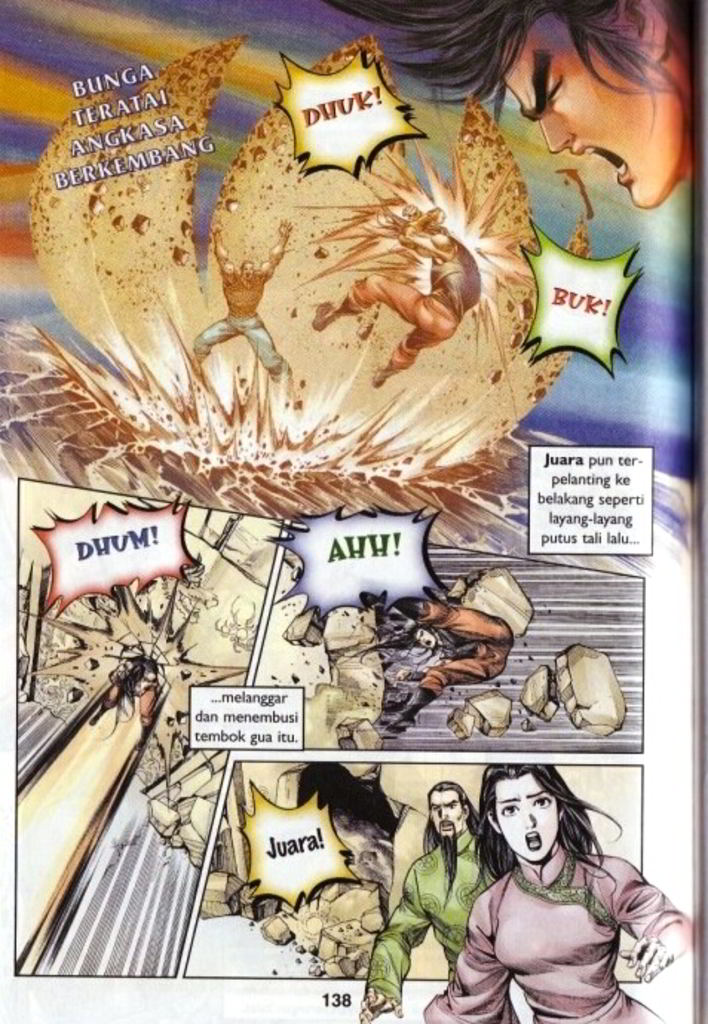 BUNGA
TERATAI
ANGKASA
BERKEMBANG
DHUK!
BUK!
Juara pun ter-
pelanting ke
belakang seperti
layang-layang
putus tali lalu...
DHUM!
AHH!
...melanggar
dan menembusi
tembok gua itu.
Juara!
138